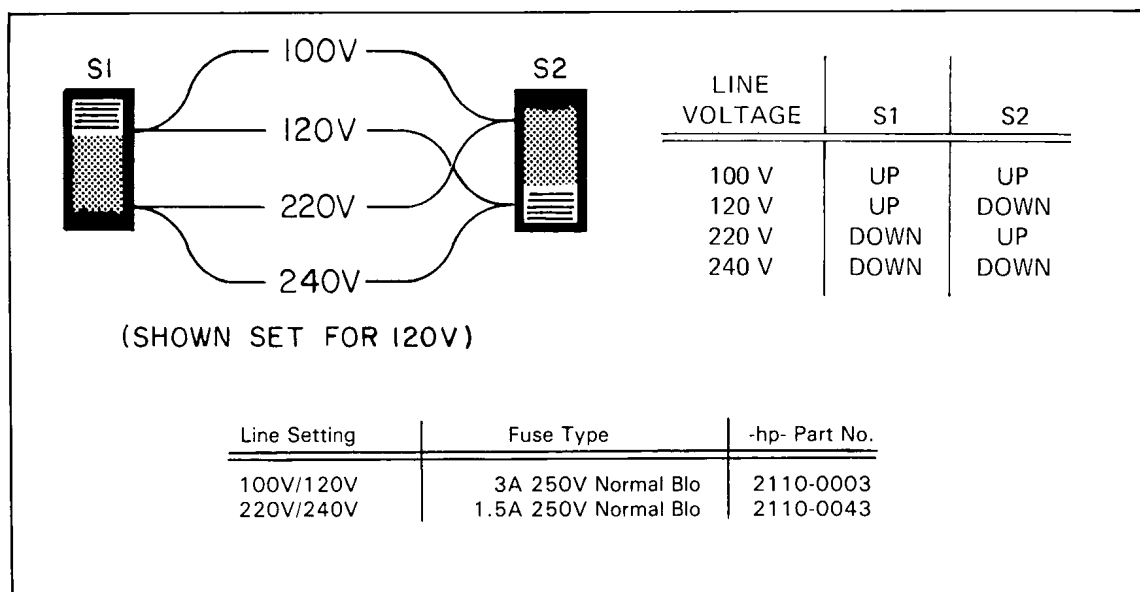 S1
100V
120V
220V
240V
S2
(SHOWN SET FOR 120V)
LINE VOLTAGE S1 S2
100 V UP UP
120 V UP DOWN
220 V DOWN UP
240 V DOWN DOWN
Line Setting Fuse Type -hp- Part No.
100V/120V 3A 250V Normal Blo 2110-0003
220V/240V 1.5A 250V Normal Blo 2110-0043